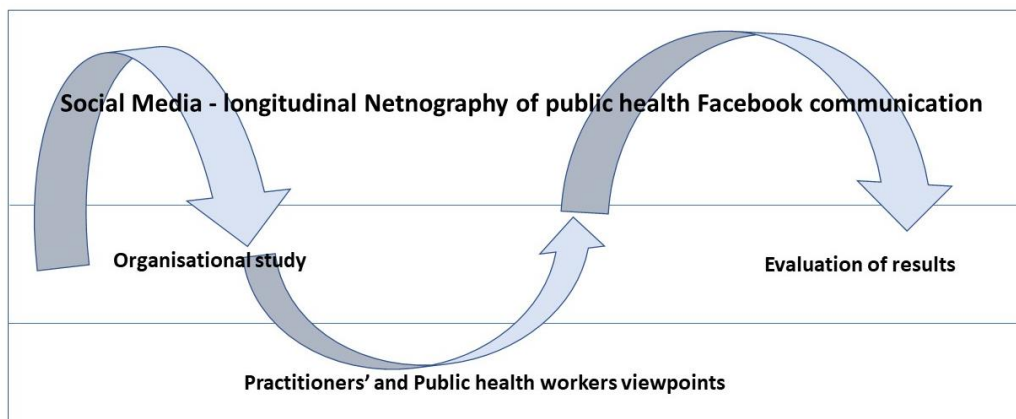 Social Media - longitudinal Netnography of public health Facebook communication
Organisational study
Evaluation of results
Practitioners’ and Public health workers viewpoints